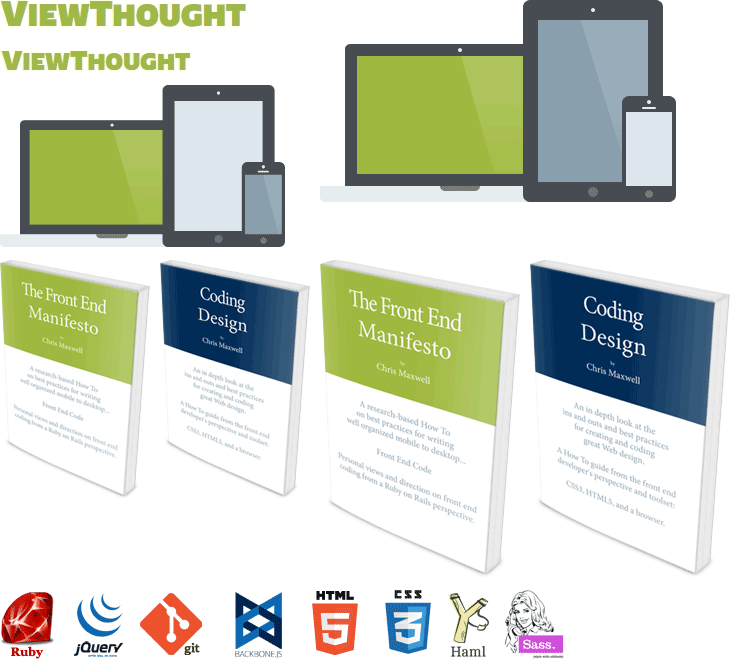 VIEWTHOUGHT
VIEWTHOUGHT
The Front End
Manifesto
by
Chris Maxwell
A research-based How To
on best practices for writing
well organized mobile to desktop...
Front End Code
Personal views and direction on front end
coding from a Ruby on Rails perspective.
Coding
Design
by
Chris Maxwell
An in depth look at the
ins and outs and best practices
for creating and coding
great Web design.
A How To guide from the front end
developer's perspective and toolset:
CSS3, HTML5, and a browser.
The Front End
Manifesto
by
Chris Maxwell
A research-based How To
on best practices for writing
well organized mobile to desktop...
Front End Code
Personal views and direction on front end
coding from a Ruby on Rails perspective.
Coding
Design
by
Chris Maxwell
An in depth look at the
ins and outs and best practices
for creating and coding
great Web design.
A How To guide from the front end
developer's perspective and toolset:
CSS3, HTML5, and a browser.
Ruby
jQuery
write less, do more.
git
BACKBONE.JS
HTML
5
CSS
3
Haml
Sass.